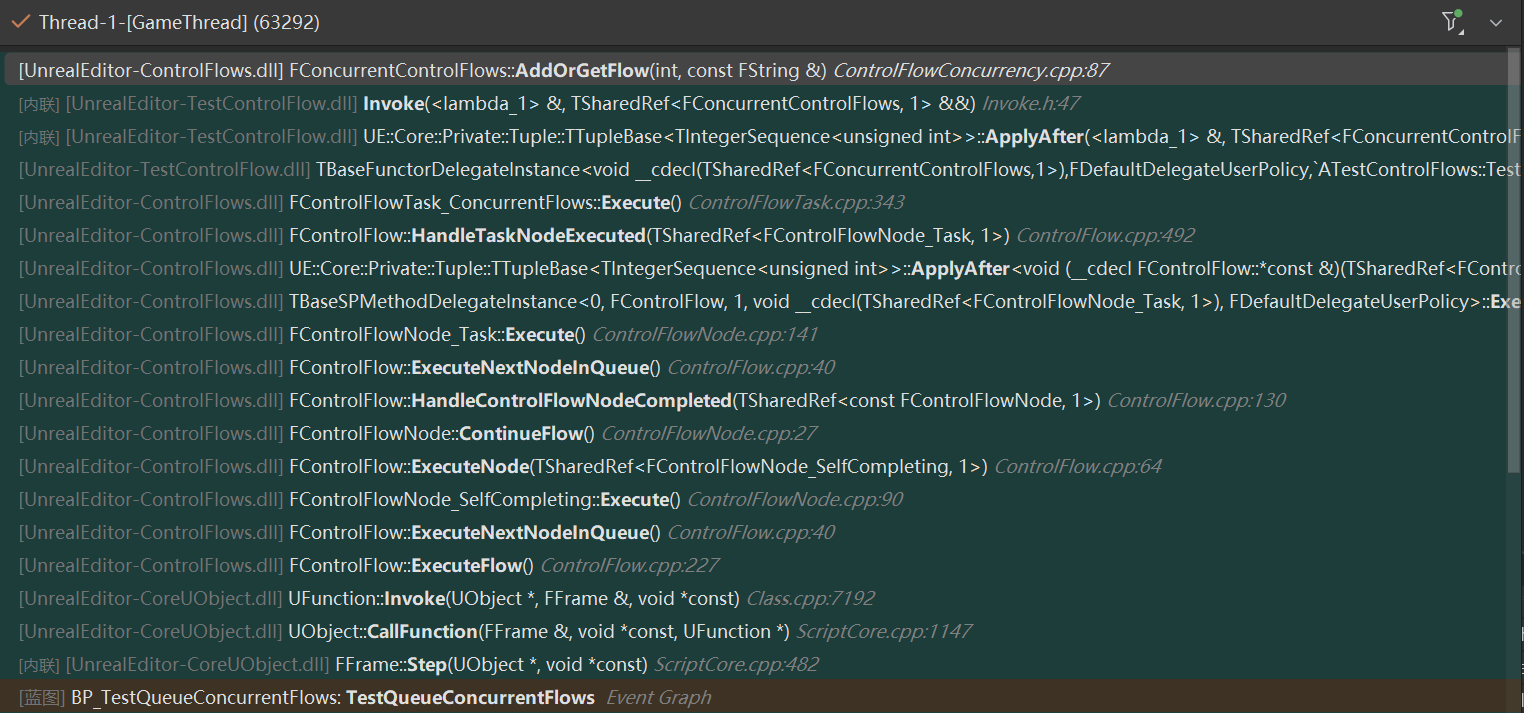 Thread-1-[GameThread] (63292)
[UnrealEditor-ControlFlows.dll] FConcurrentControlFlows::AddOrGetFlow(int, const FString &) ControlFlowConcurrency.cpp:87
[内联] [UnrealEditor-TestControlFlow.dll] Invoke(<lambda_1> &, TSharedRef<FConcurrentControlFlows, 1> &&) Invoke.h:47
[内联] [UnrealEditor-TestControlFlow.dll] UE::Core::Private::Tuple::TTupleBase<TIntegerSequence<unsigned int>>::ApplyAfter(<lambda_1> &, TSharedRef<FConcurrentControlF
[UnrealEditor-TestControlFlow.dll] TBaseFunctorDelegateInstance<void __cdecl(TSharedRef<FConcurrentControlFlows,1>),FDefaultDelegateUserPolicy,`ATestControlFlows::Test
[UnrealEditor-ControlFlows.dll] FControlFlowTask_ConcurrentFlows::Execute() ControlFlowTask.cpp:343
[UnrealEditor-ControlFlows.dll] FControlFlow::HandleTaskNodeExecuted(TSharedRef<FControlFlowNode_Task, 1>) ControlFlow.cpp:492
[UnrealEditor-ControlFlows.dll] UE::Core::Private::Tuple::TTupleBase<TIntegerSequence<unsigned int>>::ApplyAfter<void (__cdecl FControlFlow::*const &)(TSharedRef<FContro
[UnrealEditor-ControlFlows.dll] TBaseSPMethodDelegateInstance<0, FControlFlow, 1, void __cdecl(TSharedRef<FControlFlowNode_Task, 1>), FDefaultDelegateUserPolicy>::Exe
[UnrealEditor-ControlFlows.dll] FControlFlowNode_Task::Execute() ControlFlowNode.cpp:141
[UnrealEditor-ControlFlows.dll] FControlFlow::ExecuteNextNodeInQueue() ControlFlow.cpp:40
[UnrealEditor-ControlFlows.dll] FControlFlow::HandleControlFlowNodeCompleted(TSharedRef<const FControlFlowNode, 1>) ControlFlow.cpp:130
[UnrealEditor-ControlFlows.dll] FControlFlowNode::ContinueFlow() ControlFlowNode.cpp:27
[UnrealEditor-ControlFlows.dll] FControlFlow::ExecuteNode(TSharedRef<FControlFlowNode_SelfCompleting, 1>) ControlFlow.cpp:64
[UnrealEditor-ControlFlows.dll] FControlFlowNode_SelfCompleting::Execute() ControlFlowNode.cpp:90
[UnrealEditor-ControlFlows.dll] FControlFlow::ExecuteNextNodeInQueue() ControlFlow.cpp:40
[UnrealEditor-ControlFlows.dll] FControlFlow::ExecuteFlow() ControlFlow.cpp:227
[UnrealEditor-CoreUObject.dll] UFunction::Invoke(UObject *, FFrame &, void *const) Class.cpp:7192
[UnrealEditor-CoreUObject.dll] UObject::CallFunction(FFrame &, void *const, UFunction *) ScriptCore.cpp:1147
[内联] [UnrealEditor-CoreUObject.dll] FFrame::Step(UObject *, void *const) ScriptCore.cpp:482
[蓝图] BP_TestQueueConcurrentFlows: TestQueueConcurrentFlows Event Graph